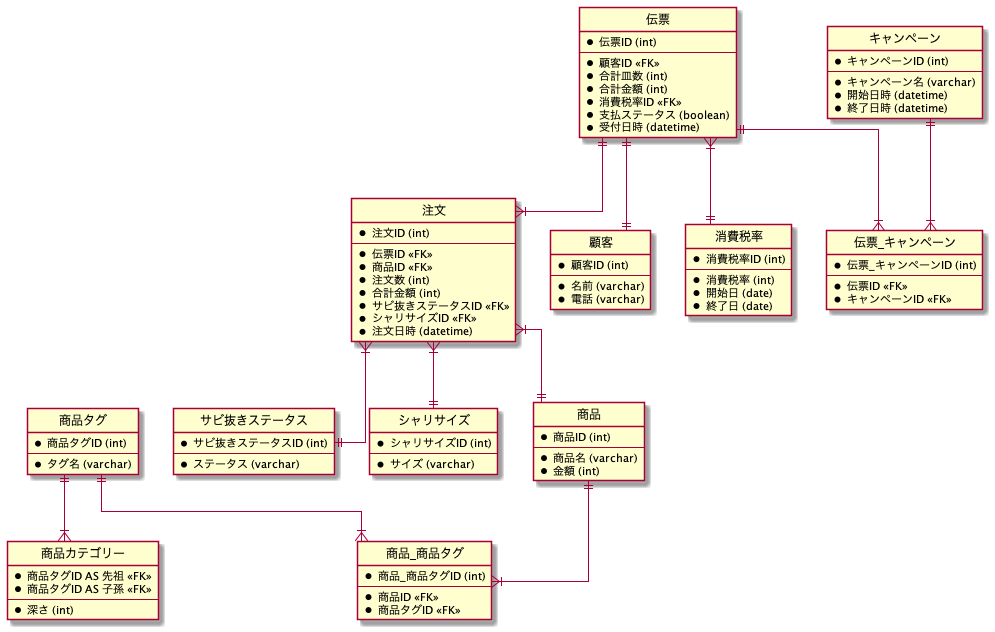 伝票
伝票ID (int)
顧客ID «FK»
合計皿数 (int)
合計金額 (int)
消費税率ID «FK»
支払ステータス (boolean)
受付日時 (datetime)
キャンペーン
キャンペーンID (int)
キャンペーン名 (varchar)
開始日時 (datetime)
終了日時 (datetime)
注文
注文ID (int)
伝票ID «FK»
商品ID «FK»
注文数 (int)
合計金額 (int)
サビ抜きステータスID «FK»
シャリサイズID «FK»
注文日時 (datetime)
顧客
顧客ID (int)
名前 (varchar)
電話 (varchar)
消費税率
消費税率ID (int)
消費税率 (int)
開始日 (date)
終了日 (date)
伝票_キャンペーン
伝票_キャンペーンID (int)
伝票ID «FK»
キャンペーンID «FK»
商品タグ
商品タグID (int)
タグ名 (varchar)
サビ抜きステータス
サビ抜きステータスID (int)
ステータス (varchar)
シャリサイズ
シャリサイズID (int)
サイズ (varchar)
商品
商品ID (int)
商品名 (varchar)
金額 (int)
商品カテゴリー
商品タグID AS 先祖 «FK»
商品タグID AS 子孫 «FK»
深さ (int)
商品_商品タグ
商品_商品タグID (int)
商品ID «FK»
商品タグID «FK»